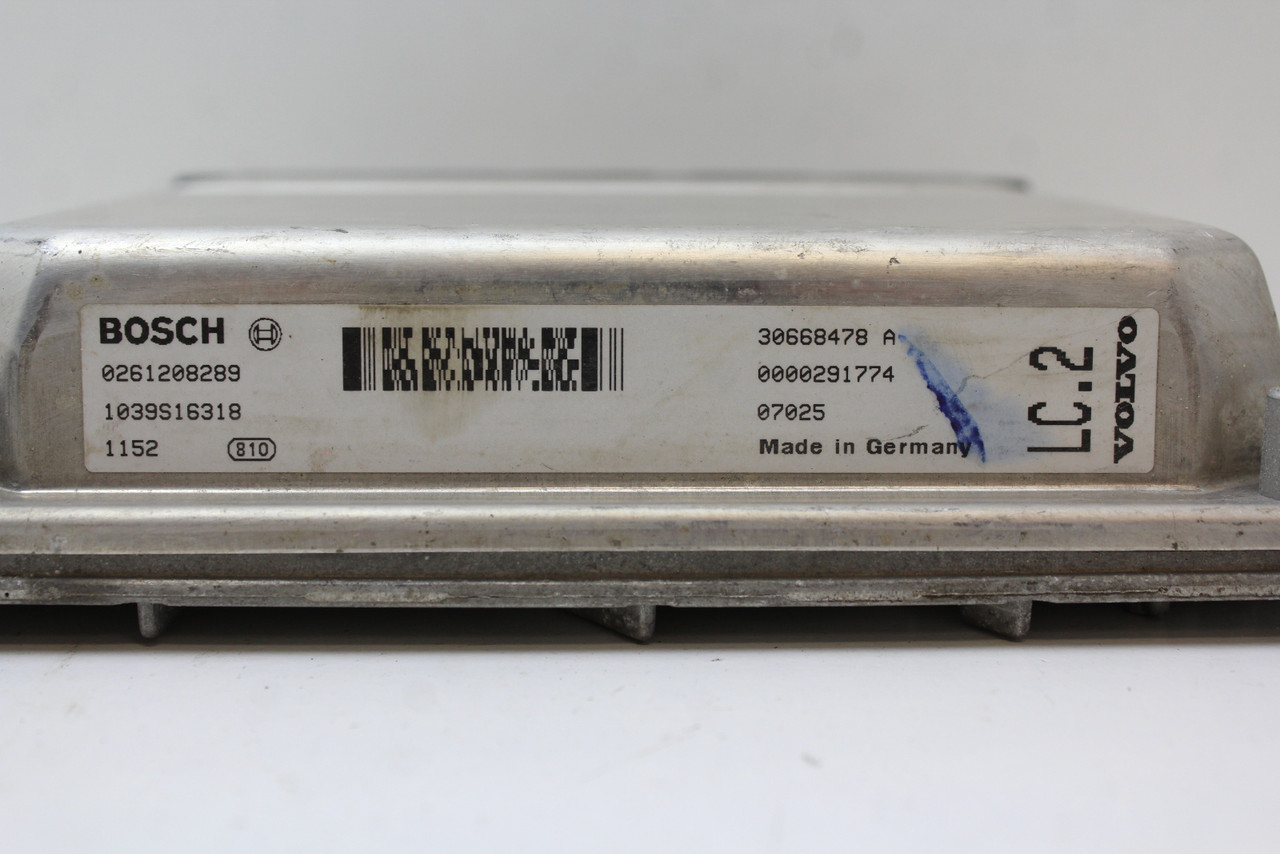 BOSCH
0261208289
1039S16318
1152 810
30668478 A
0000291774
07025
Made in Germany
LC.2
VOLVO